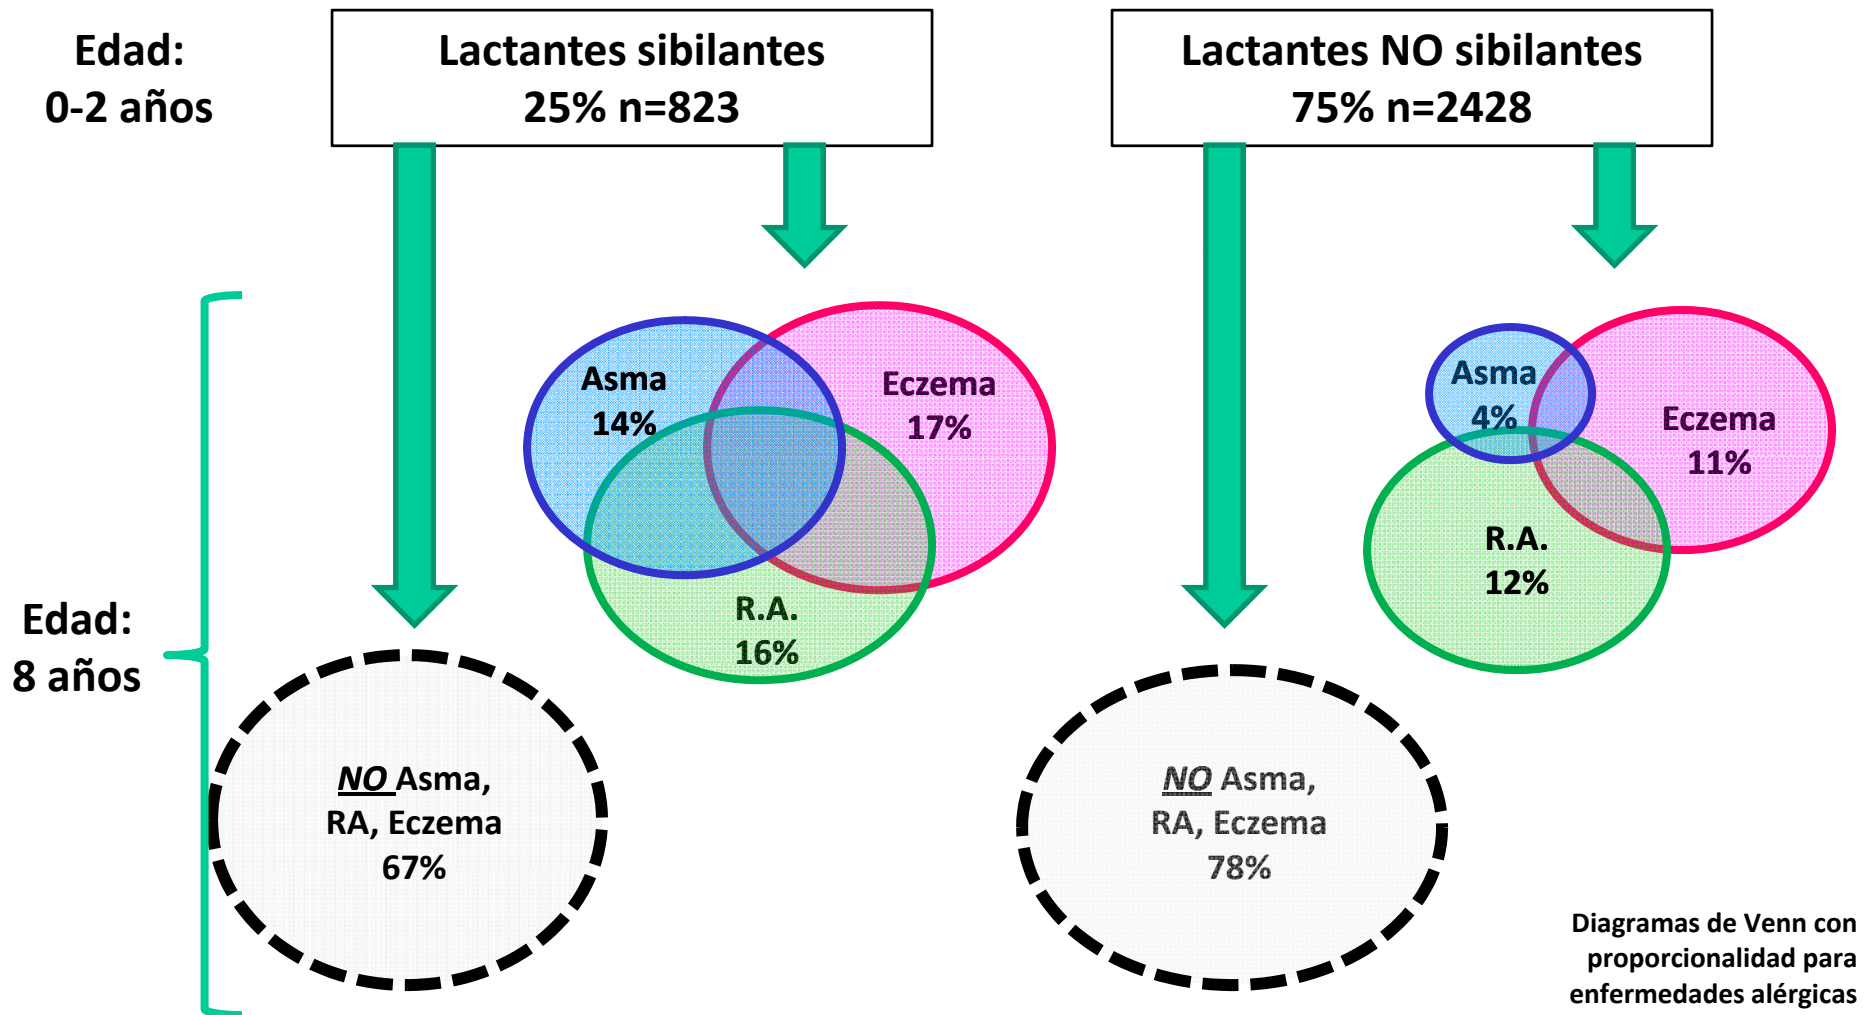 Edad:
0-2 años
Lactantes sibilantes
25% n=823
Lactantes NO sibilantes
75% n=2428
Asma
14%
Eczema
17%
R.A.
16%
Asma
4%
Eczema
11%
R.A.
12%
Edad:
8 años
NO Asma,
RA, Eczema
67%
NO Asma,
RA, Eczema
78%
Diagramas de Venn con
proporcionalidad para
enfermedades alérgicas